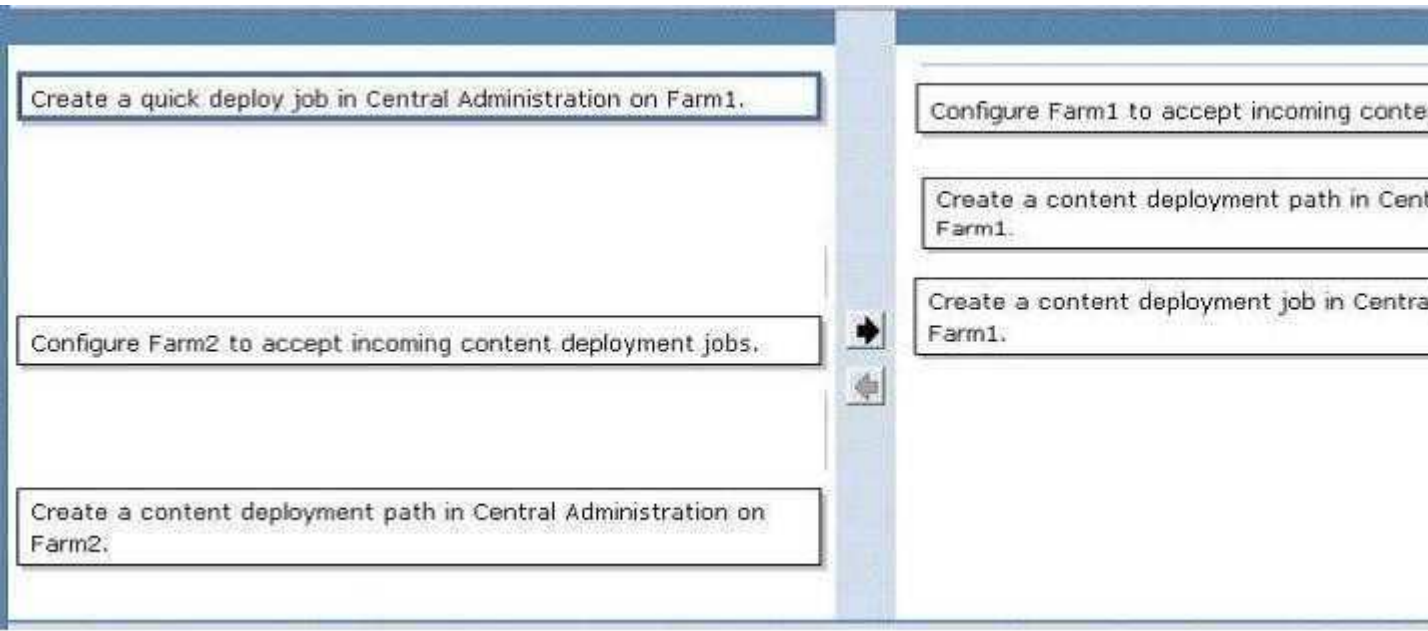 Create a quick deploy job in Central Administration on Farm1.
Configure Farm2 to accept incoming content deployment jobs.
Create a content deployment path in Central Administration on
Farm2.
Configure Farm1 to accept incoming conte
Create a content deployment path in Cent
Farm1.
Create a content deployment job in Centra
Farm1.